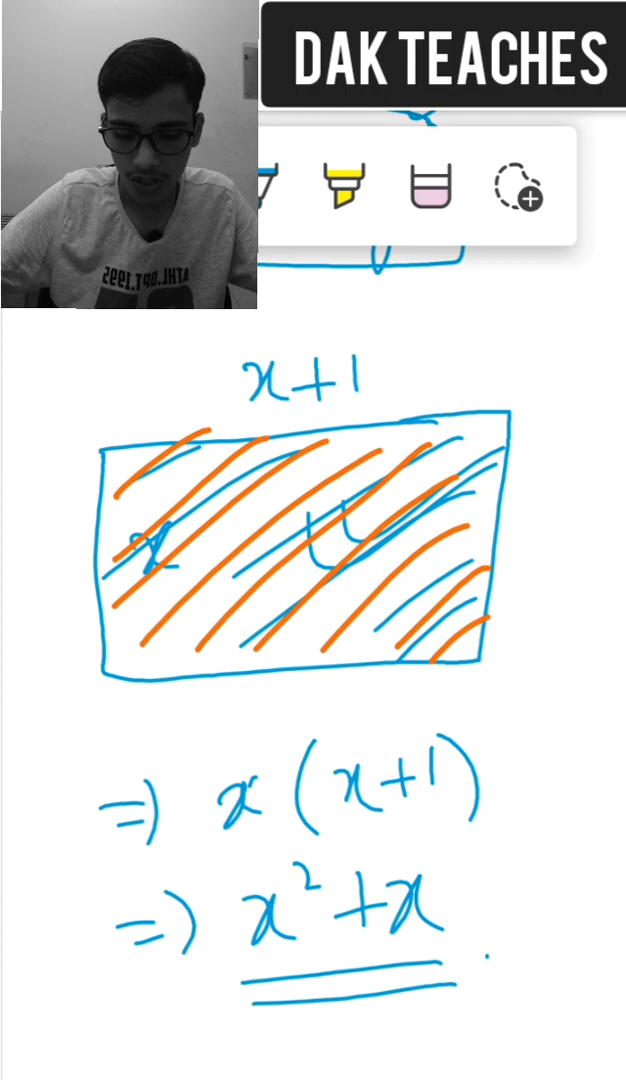 DAK TEACHES
x+1
x
=) x (x+1)
=) x² + x